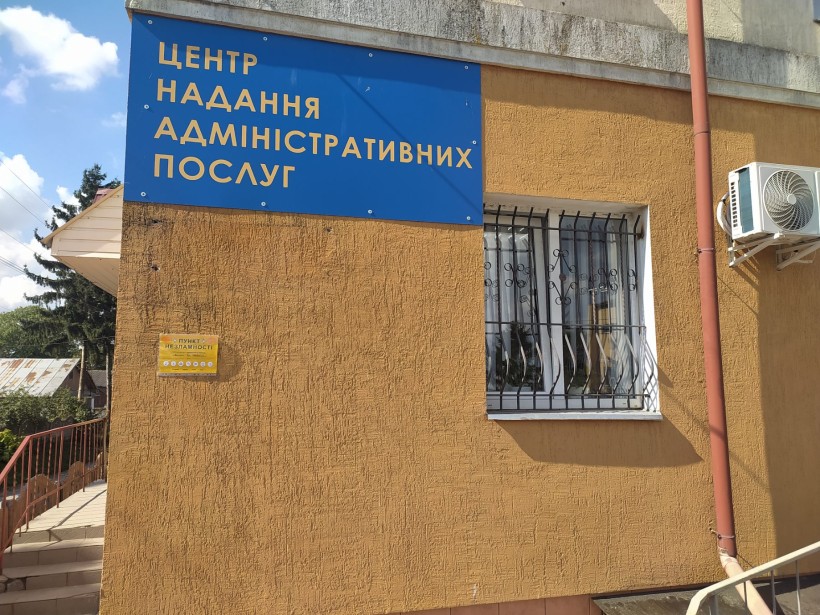 ЦЕНТР
НАДАННЯ
АДМІНІСТРАТИВНИХ
ПОСЛУГ
ПУНКТ
НЕЗЛАМНОСТІ